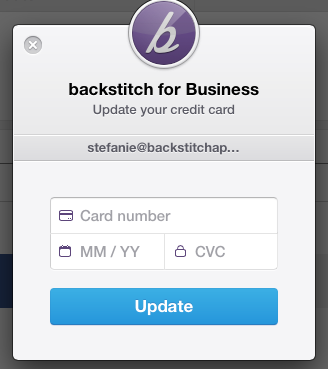 b
backstitch for Business
Update your credit card
stefanie@backstitchap...
Card number
MM / YY
CVC
Update